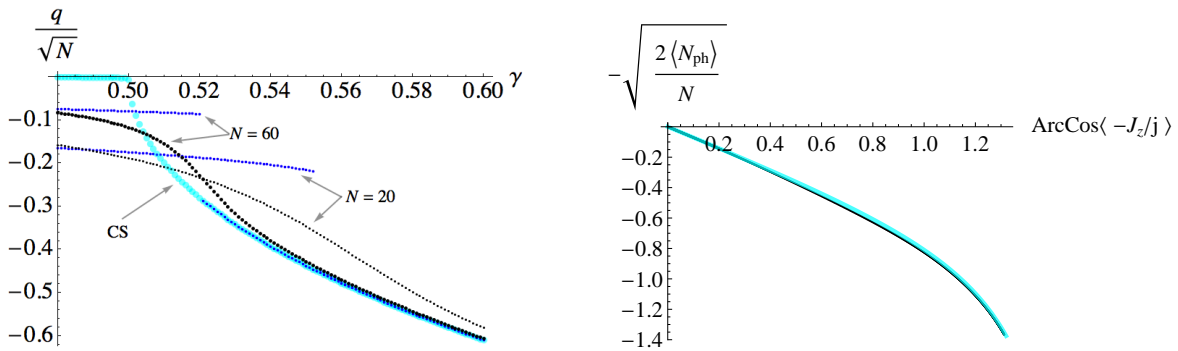 q
√N
0.50 0.52 0.54 0.56 0.58 0.60 γ
−0.1
N = 60
−0.2
N = 20
CS
−0.3
−0.4
−0.5
−0.6
−√ 2 ⟨Nph⟩
N
ArcCos⟨ −Jz/j ⟩
0.2 0.4 0.6 0.8 1.0 1.2
−0.2
−0.4
−0.6
−0.8
−1.0
−1.2
−1.4